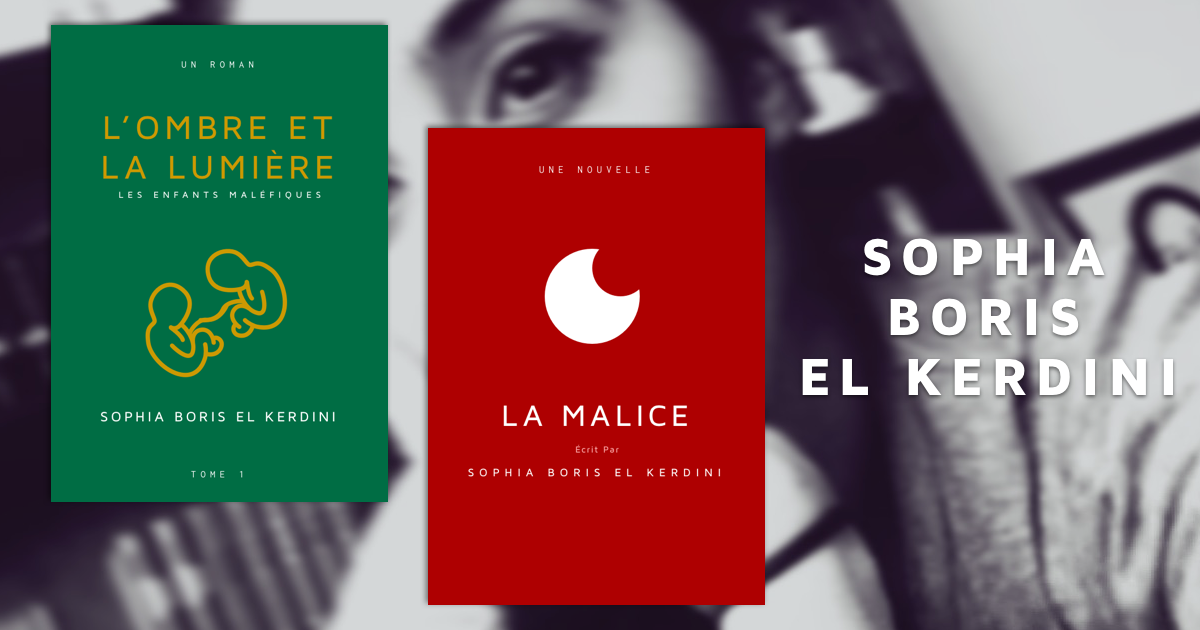 UN ROMAN
L’OMBRE ET
LA LUMIÈRE
LES ENFANTS MALÉFIQUES
SOPHIA BORIS EL KERDINI
TOME 1
UNE NOUVELLE
LA MALICE
Écrit Par
SOPHIA BORIS EL KERDINI
SOPHIA
BORIS
EL KERDINI